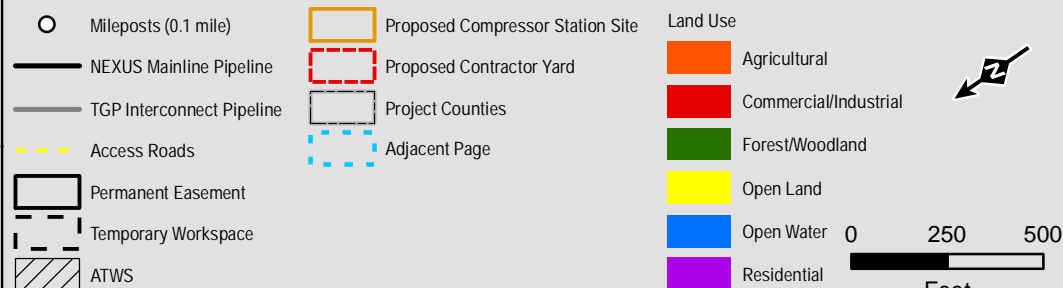 Mileposts (0.1 mile)
NEXUS Mainline Pipeline
TGP Interconnect Pipeline
Access Roads
Permanent Easement
Temporary Workspace
ATWS
Proposed Compressor Station Site
Proposed Contractor Yard
Project Counties
Adjacent Page
Land Use
Agricultural
Commercial/Industrial
Forest/Woodland
Open Land
Open Water
Residential
N
0 250 500